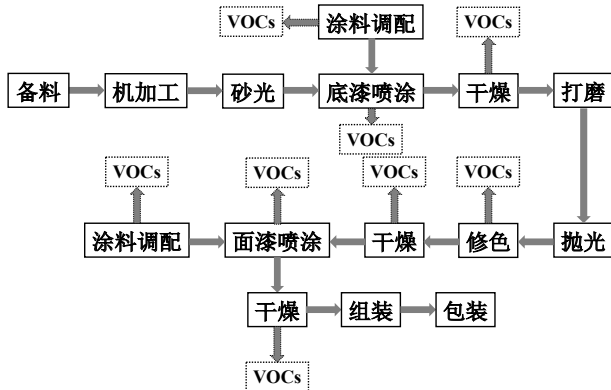 VOCs
涂料调配
VOCs
备料
机加工
砂光
底漆喷涂
干燥
打磨
VOCs
VOCs
VOCs
VOCs
VOCs
涂料调配
面漆喷涂
干燥
修色
抛光
干燥
组装
包装
VOCs